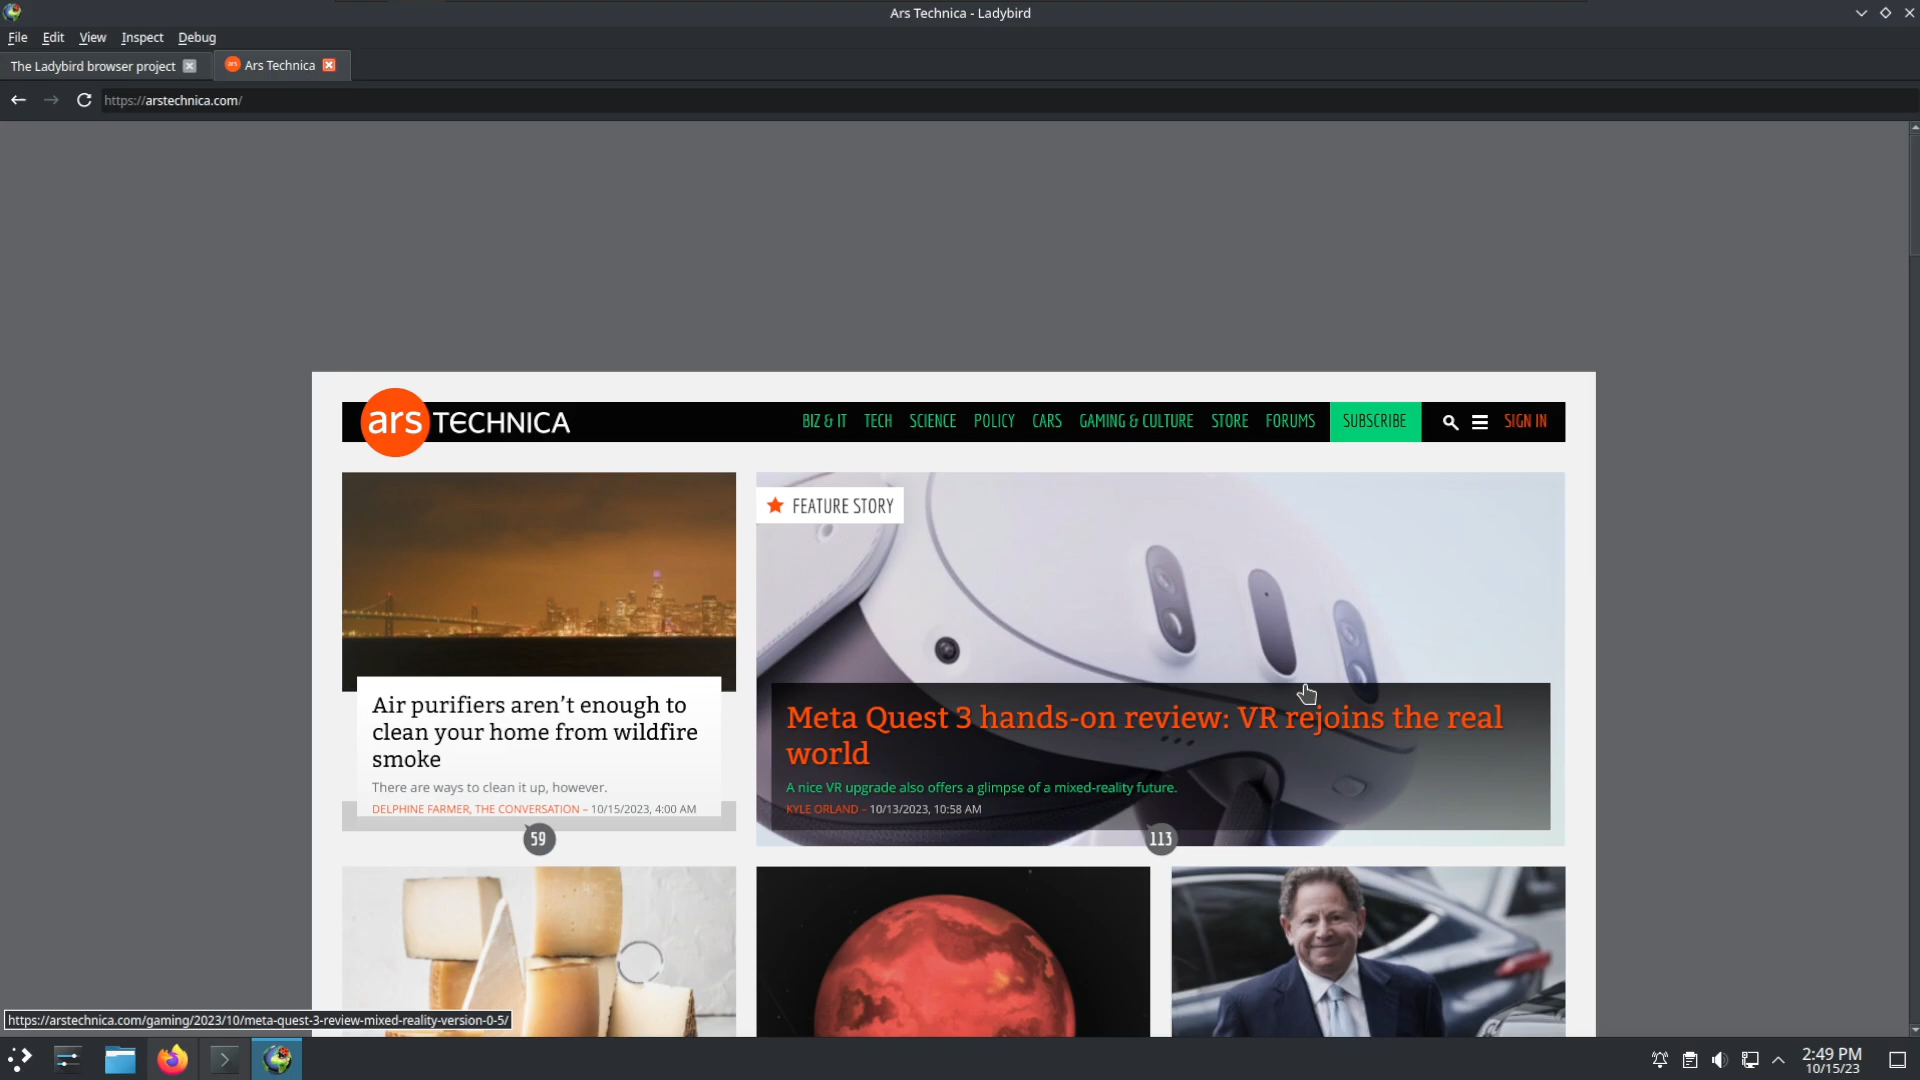 Ars Technica - Ladybird
File Edit View Inspect Debug
The Ladybird browser project
ars Ars Technica
https://arstechnica.com/
ars TECHNICA
BIZ & IT TECH SCIENCE POLICY CARS GAMING & CULTURE STORE FORUMS SUBSCRIBE SIGN IN
FEATURE STORY
Air purifiers aren’t enough to
clean your home from wildfire
smoke
There are ways to clean it up, however.
DELPHINE FARMER, THE CONVERSATION – 10/15/2023, 4:00 AM
59
Meta Quest 3 hands-on review: VR rejoins the real
world
A nice VR upgrade also offers a glimpse of a mixed-reality future.
KYLE ORLAND – 10/13/2023, 10:58 AM
113
https://arstechnica.com/gaming/2023/10/meta-quest-3-review-mixed-reality-version-0-5/
2:49 PM
10/15/23